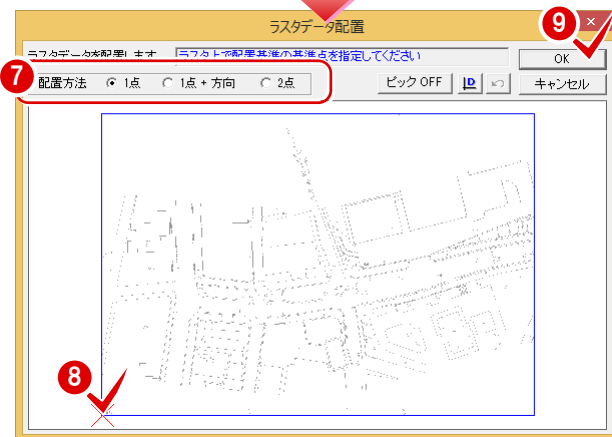 ラスタデータ配置
9
ラスタデータを配置します ラスタ上で配置基準の基準点を指定してください OK
7
配置方法 1点 1点 + 方向 2点 ピック OFF D キャンセル
8